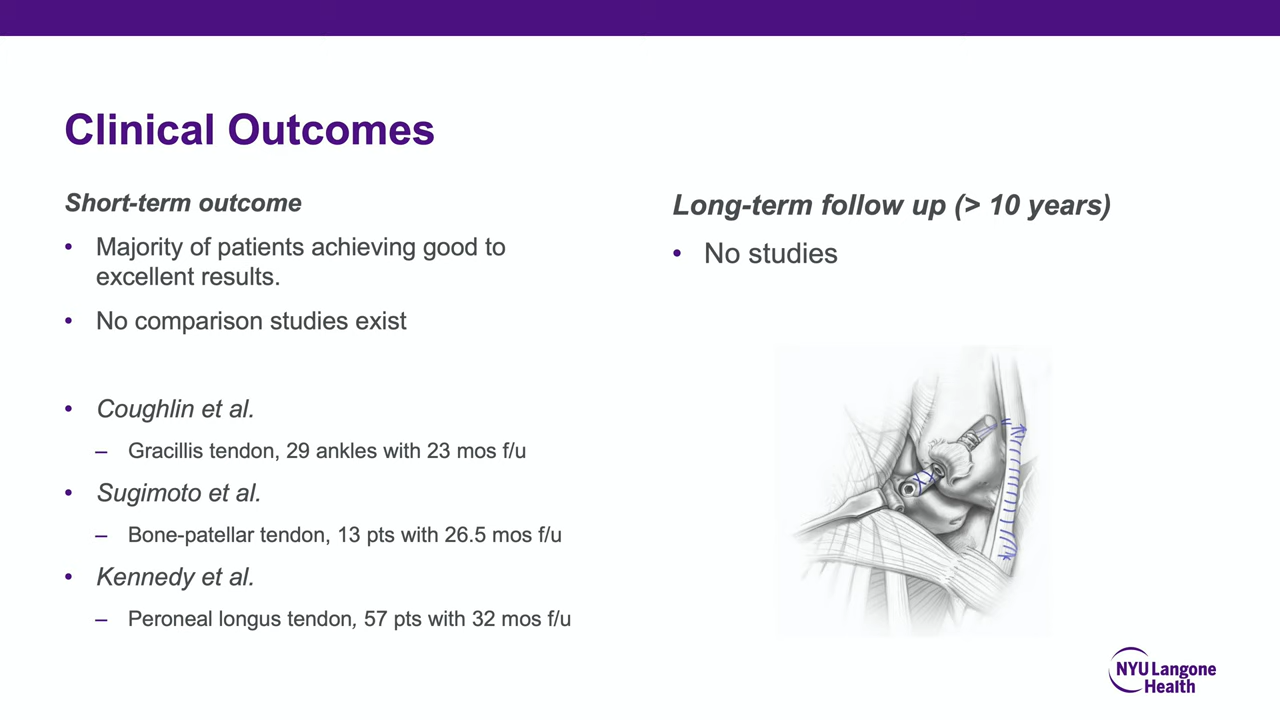 Clinical Outcomes
Short-term outcome
• Majority of patients achieving good to
excellent results.
• No comparison studies exist
• Coughlin et al.
– Gracillis tendon, 29 ankles with 23 mos f/u
• Sugimoto et al.
– Bone-patellar tendon, 13 pts with 26.5 mos f/u
• Kennedy et al.
– Peroneal longus tendon, 57 pts with 32 mos f/u
Long-term follow up (> 10 years)
• No studies
NYU Langone
Health